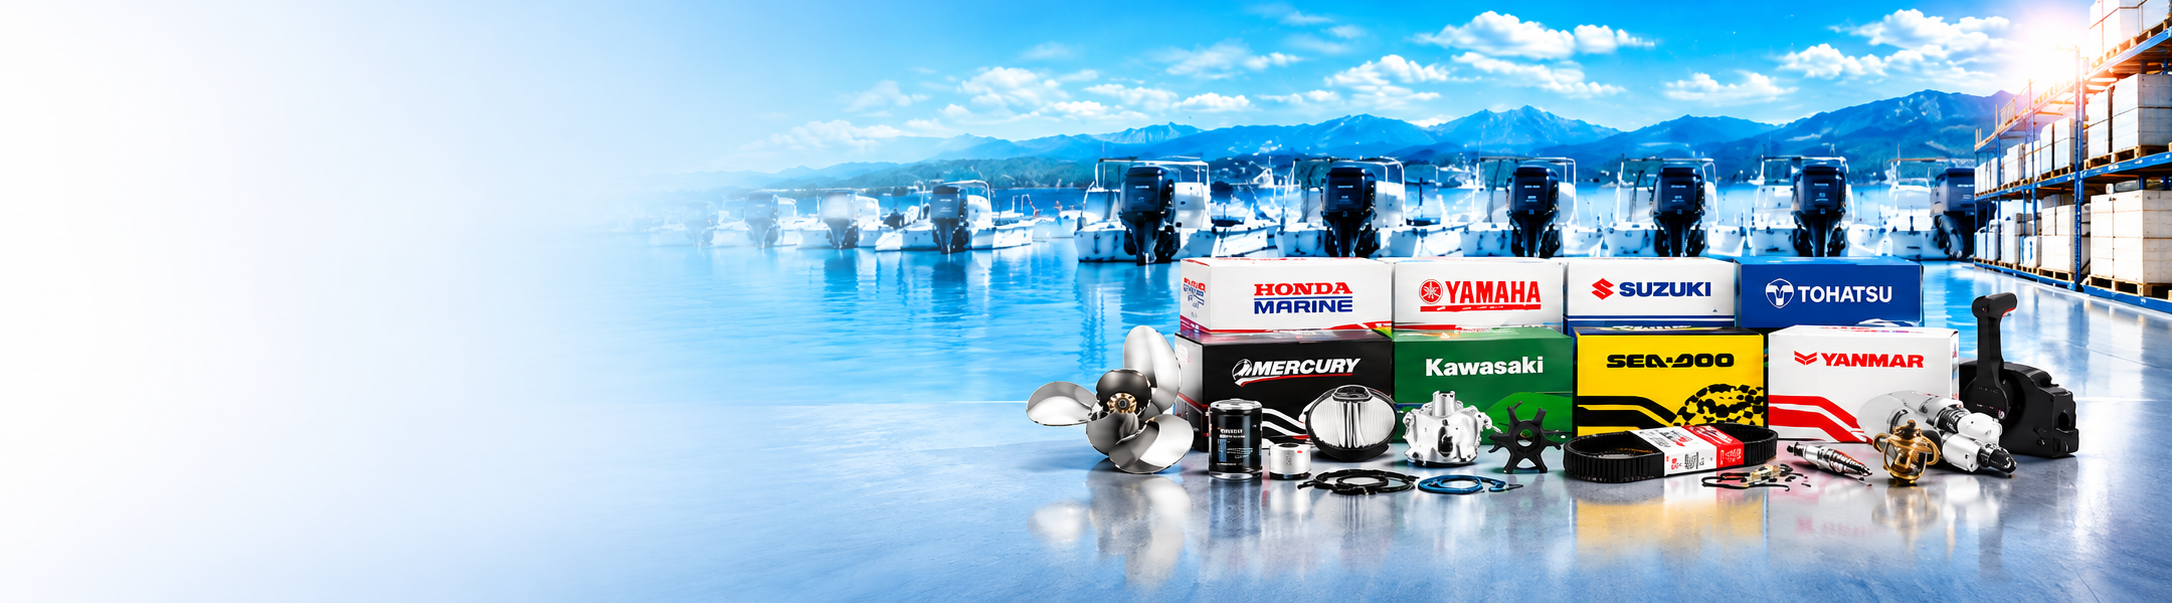 HONDA
MARINE
YAMAHA
SUZUKI
TOHATSU
MERCURY
Kawasaki
SEA-DOO
YANMAR